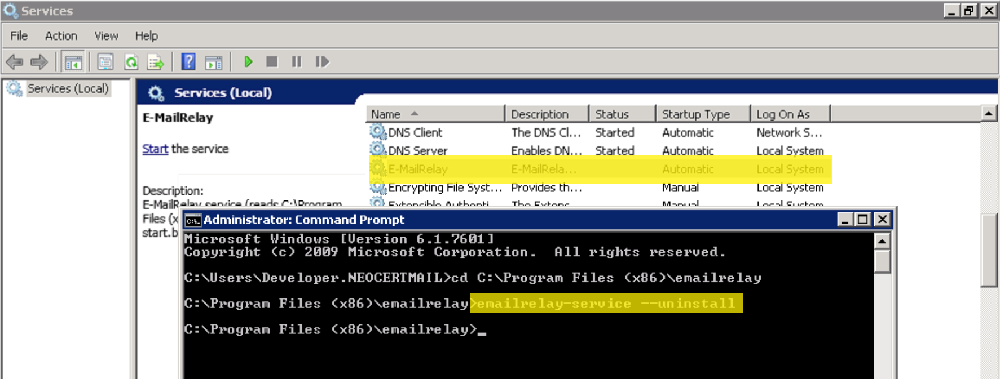 Services
File Action View Help
Services (Local)
Services (Local)
E-MailRelay
Start the service
Description:
E-MailRelay service (reads C:\Program
Files (x
start.b
Name Description Status Startup Type Log On As
DNS Client The DNS Cl... Started Automatic Network S...
DNS Server Enables DN... Started Automatic Local System
E-MailRelay E-MailRela... Automatic Local System
Encrypting File Syst... Provides th... Manual Local System
Extensible Authenti... The Extens... Manual Local System
Administrator: Command Prompt
Microsoft Windows [Version 6.1.7601]
Copyright (c) 2009 Microsoft Corporation. All rights reserved.
C:\Users\Developer.NEOCERTMAIL>cd C:\Program Files (x86)\emailrelay
C:\Program Files (x86)\emailrelay>emailrelay-service --uninstall
C:\Program Files (x86)\emailrelay>_